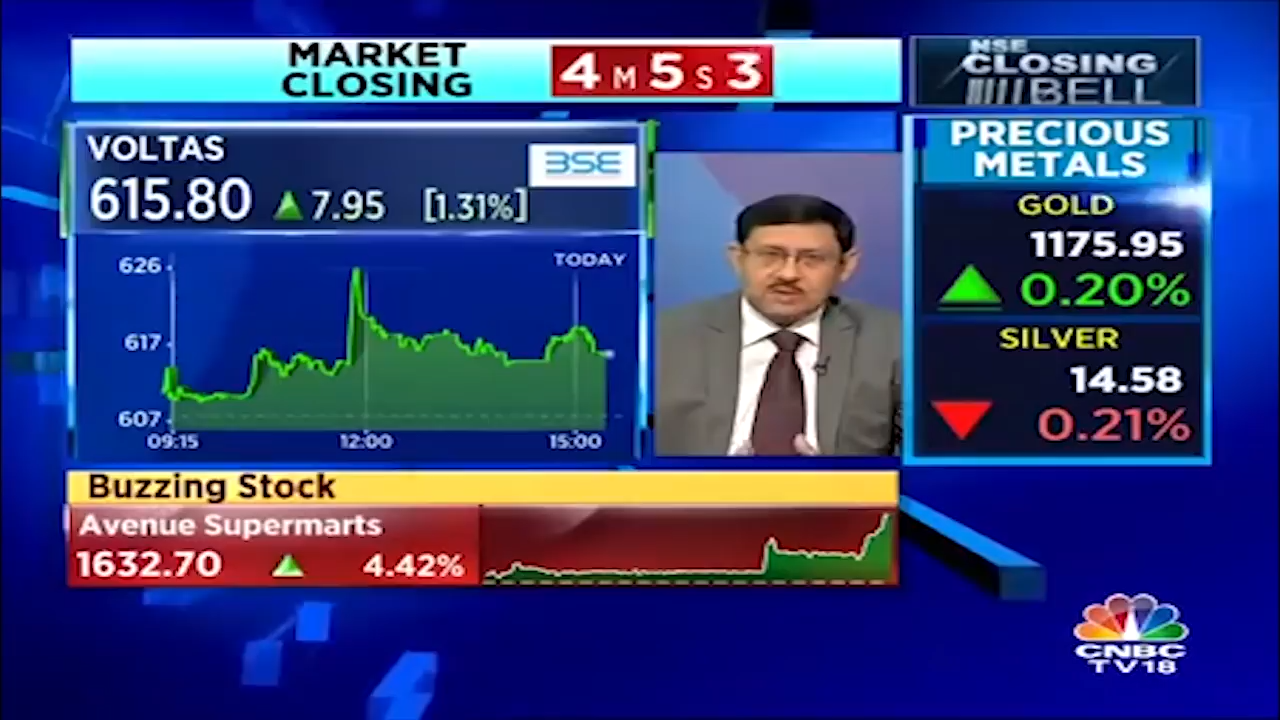 MARKET
CLOSING
4 M 5 S 3
NSE
CLOSING
BELL
VOLTAS
BSE
615.80 7.95 [1.31%]
TODAY
626
617
607
09:15 12:00 15:00
PRECIOUS
METALS
GOLD
1175.95
0.20%
SILVER
14.58
0.21%
Buzzing Stock
Avenue Supermarts
1632.70 4.42%
CNBC
TV18